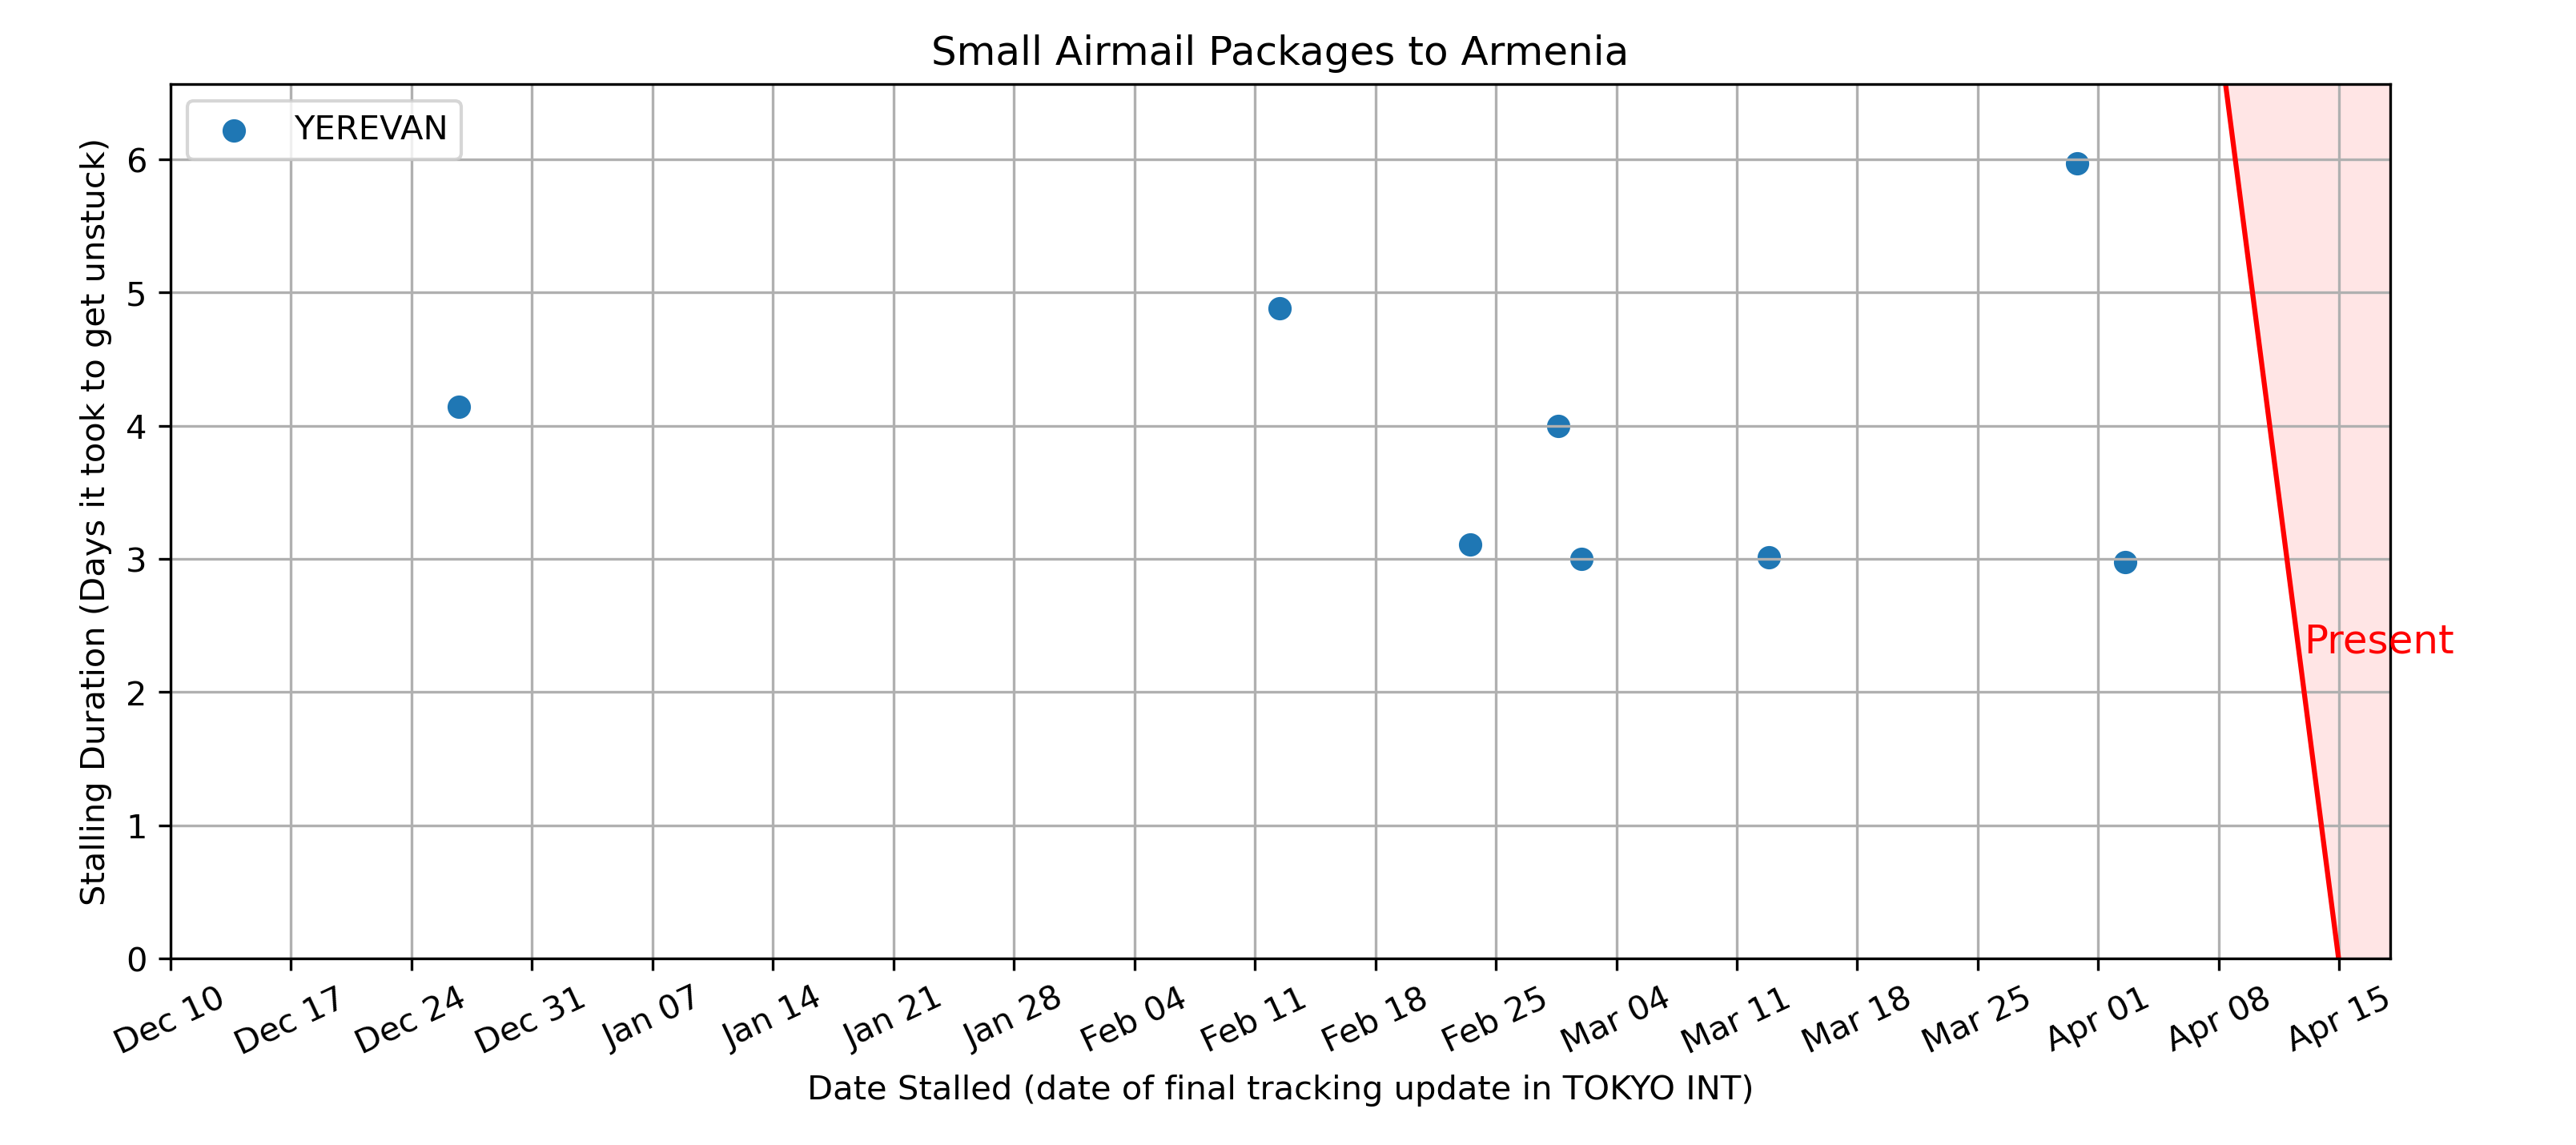 Small Airmail Packages to Armenia
YEREVAN
Stalling Duration (Days it took to get unstuck)
6
5
4
3
2
1
0
Present
Dec 10
Dec 17
Dec 24
Dec 31
Jan 07
Jan 14
Jan 21
Jan 28
Feb 04
Feb 11
Feb 18
Feb 25
Mar 04
Mar 11
Mar 18
Mar 25
Apr 01
Apr 08
Apr 15
Date Stalled (date of final tracking update in TOKYO INT)